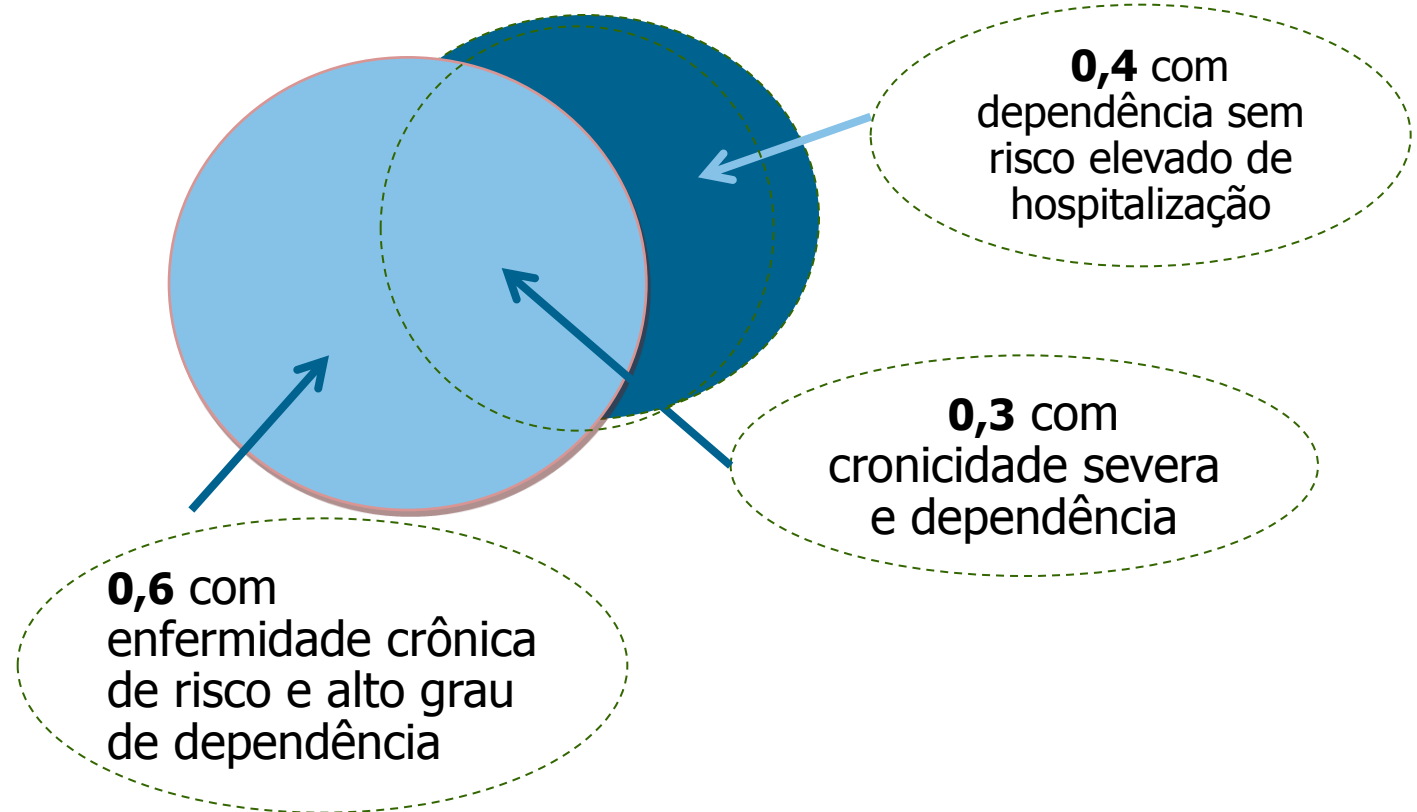 0,4 com
dependência sem
risco elevado de
hospitalização
0,3 com
cronicidade severa
e dependência
0,6 com
enfermidade crônica
de risco e alto grau
de dependência